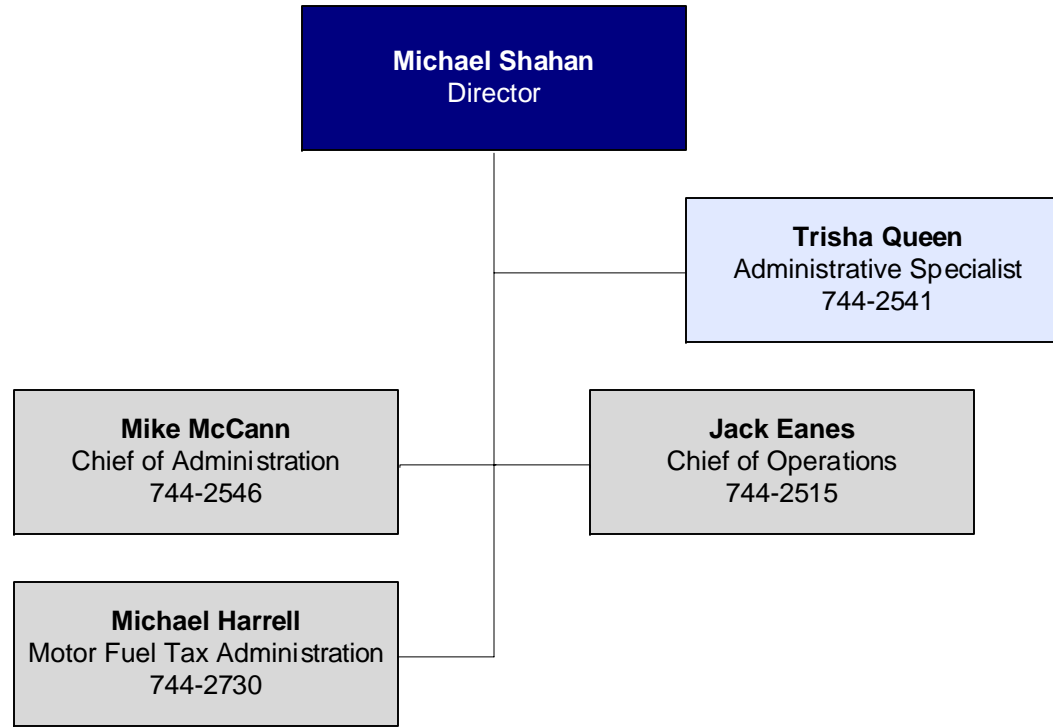 Michael Shahan
Director
Trisha Queen
Administrative Specialist
744-2541
Mike McCann
Chief of Administration
744-2546
Jack Eanes
Chief of Operations
744-2515
Michael Harrell
Motor Fuel Tax Administration
744-2730